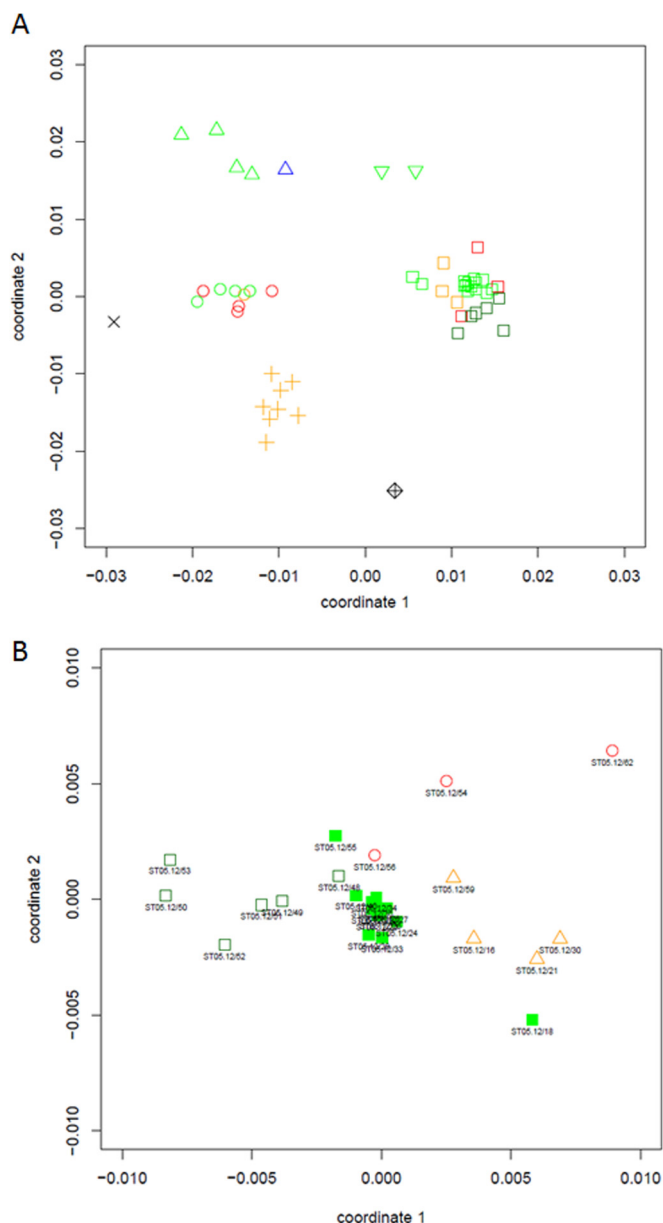 A
0.03
0.02
0.01
0.00
−0.01
−0.02
−0.03
coordinate 2
−0.03 −0.02 −0.01 0.00 0.01 0.02 0.03
coordinate 1
B
0.010
0.005
0.000
−0.005
−0.010
coordinate 2
ST05.12/62
ST05.12/54
ST05.12/55
ST05.12/56
ST05.12/53
ST05.12/48
ST05.12/59
ST05.12/50
ST05.12/51
ST05.12/49
ST05.12/24
ST05.12/33
ST05.12/52
ST05.12/16
ST05.12/30
ST05.12/21
ST05.12/18
−0.010 −0.005 0.000 0.005 0.010
coordinate 1